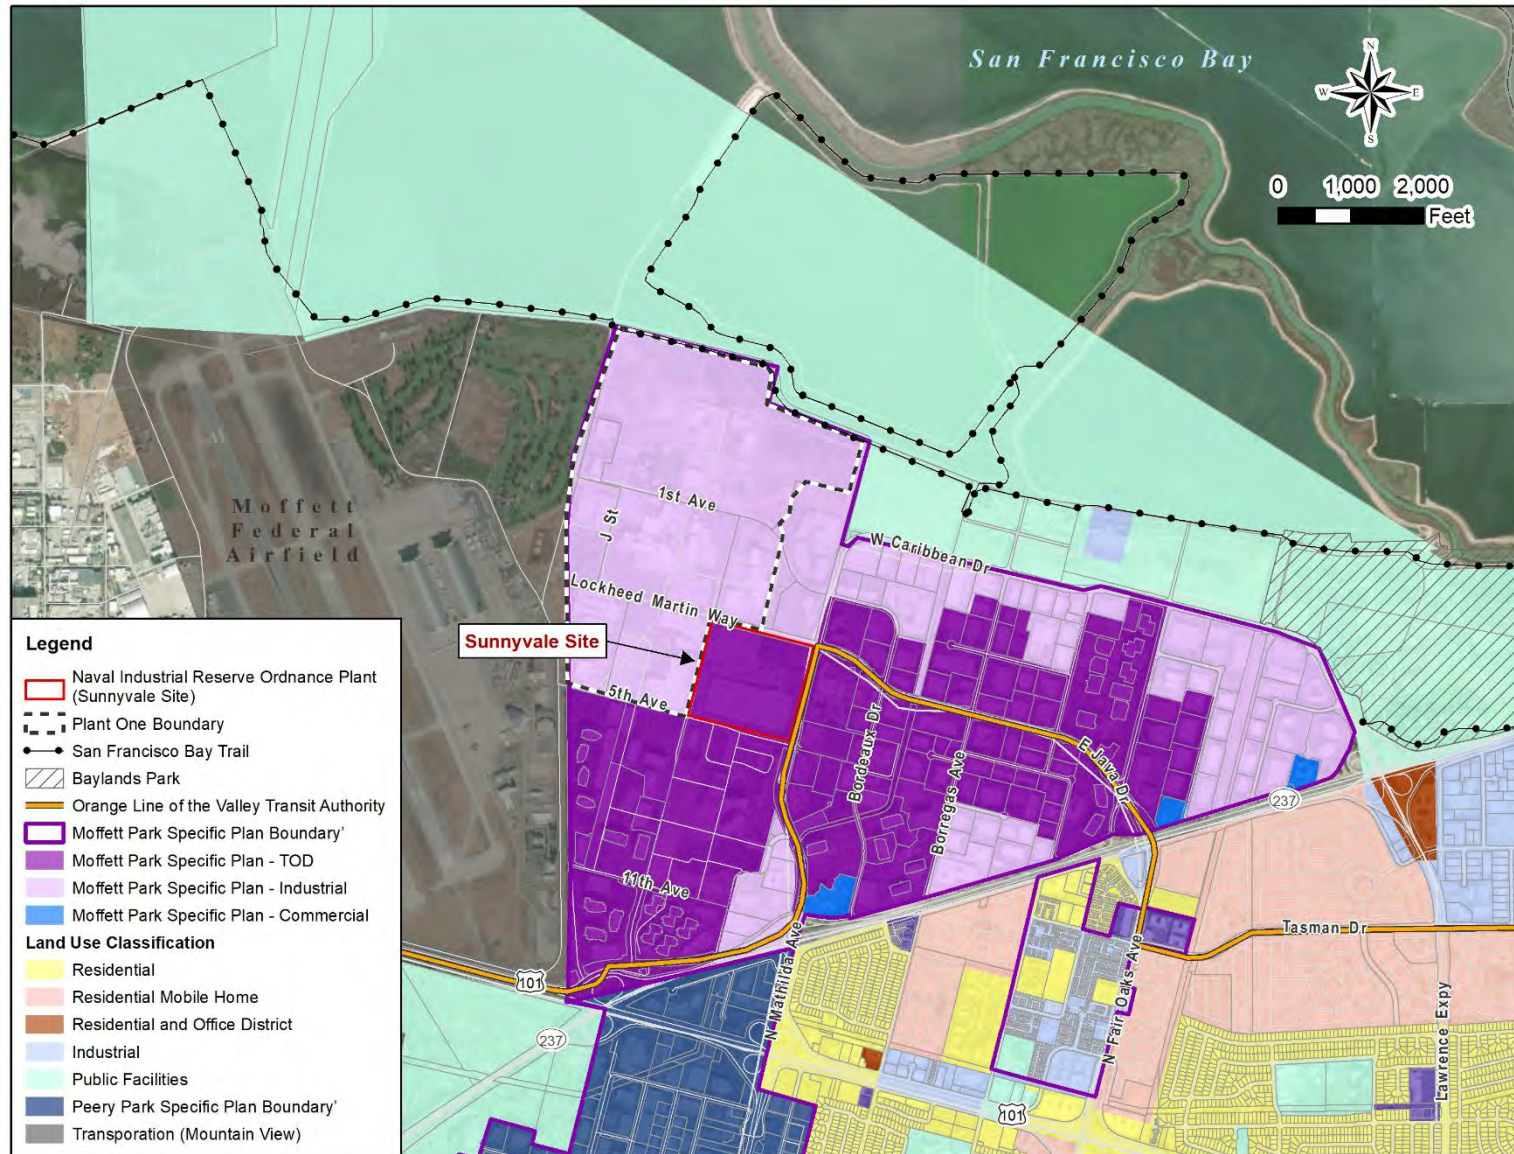 San Francisco Bay
N
W E
S
0 1,000 2,000
Feet
Moffett
Federal
Airfield
1st Ave
J St
W Caribbean Dr
Lockheed Martin Way
Sunnyvale Site
5th Ave
Bordeaux Dr
Borregas Ave
E Java Dr
237
11th Ave
N Mathilda Ave
101
237
Tasman Dr
N Fair Oaks Ave
Lawrence Expy
101
Legend
Naval Industrial Reserve Ordnance Plant
(Sunnyvale Site)
Plant One Boundary
San Francisco Bay Trail
Baylands Park
Orange Line of the Valley Transit Authority
Moffett Park Specific Plan Boundary'
Moffett Park Specific Plan - TOD
Moffett Park Specific Plan - Industrial
Moffett Park Specific Plan - Commercial
Land Use Classification
Residential
Residential Mobile Home
Residential and Office District
Industrial
Public Facilities
Peery Park Specific Plan Boundary'
Transporation (Mountain View)